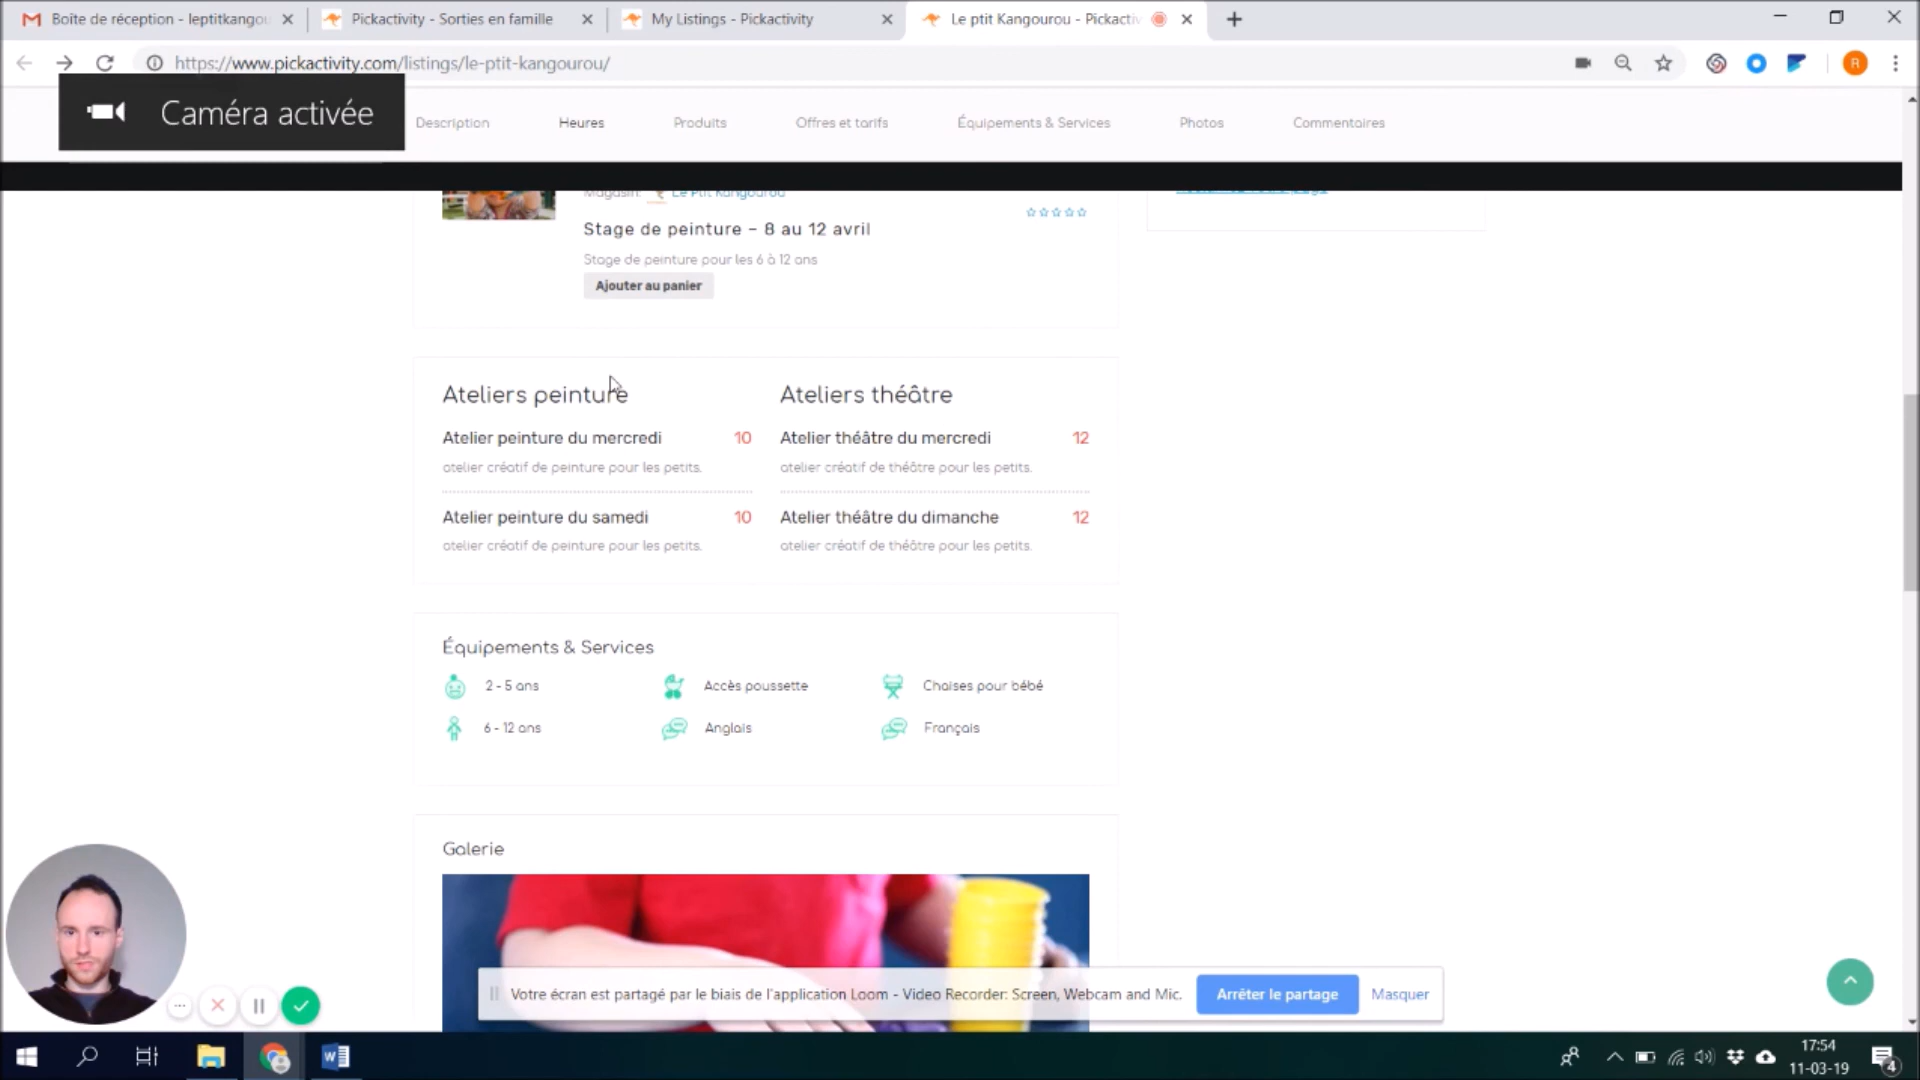 Boîte de réception - leptitkangou
Pickactivity - Sorties en famille
My Listings - Pickactivity
Le ptit Kangourou - Pickactiv
https://www.pickactivity.com/listings/le-ptit-kangourou/
R
Caméra activée
Description
Heures
Produits
Offres et tarifs
Équipements & Services
Photos
Commentaires
Magasin: Le Ptit Kangourou
Stage de peinture – 8 au 12 avril
Stage de peinture pour les 6 à 12 ans
Ajouter au panier
Ateliers peinture
Atelier peinture du mercredi 10
atelier créatif de peinture pour les petits.
Atelier peinture du samedi 10
atelier créatif de peinture pour les petits.
Ateliers théâtre
Atelier théâtre du mercredi 12
atelier créatif de théâtre pour les petits.
Atelier théâtre du dimanche 12
atelier créatif de théâtre pour les petits.
Équipements & Services
2 - 5 ans
Accès poussette
Chaises pour bébé
6 - 12 ans
Anglais
Français
Galerie
Votre écran est partagé par le biais de l'application Loom - Video Recorder: Screen, Webcam and Mic.
Arrêter le partage
Masquer
17:54
11-03-19
4